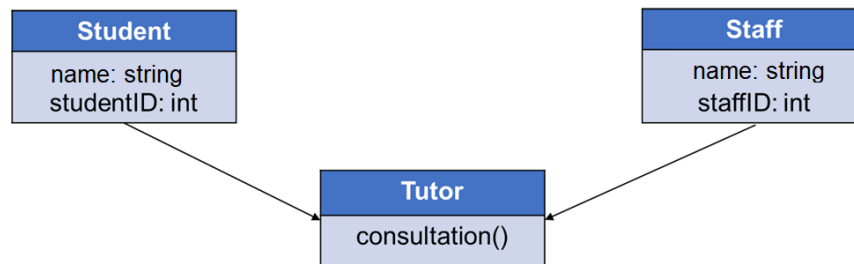 Student
name: string
studentID: int
Staff
name: string
staffID: int
Tutor
consultation()